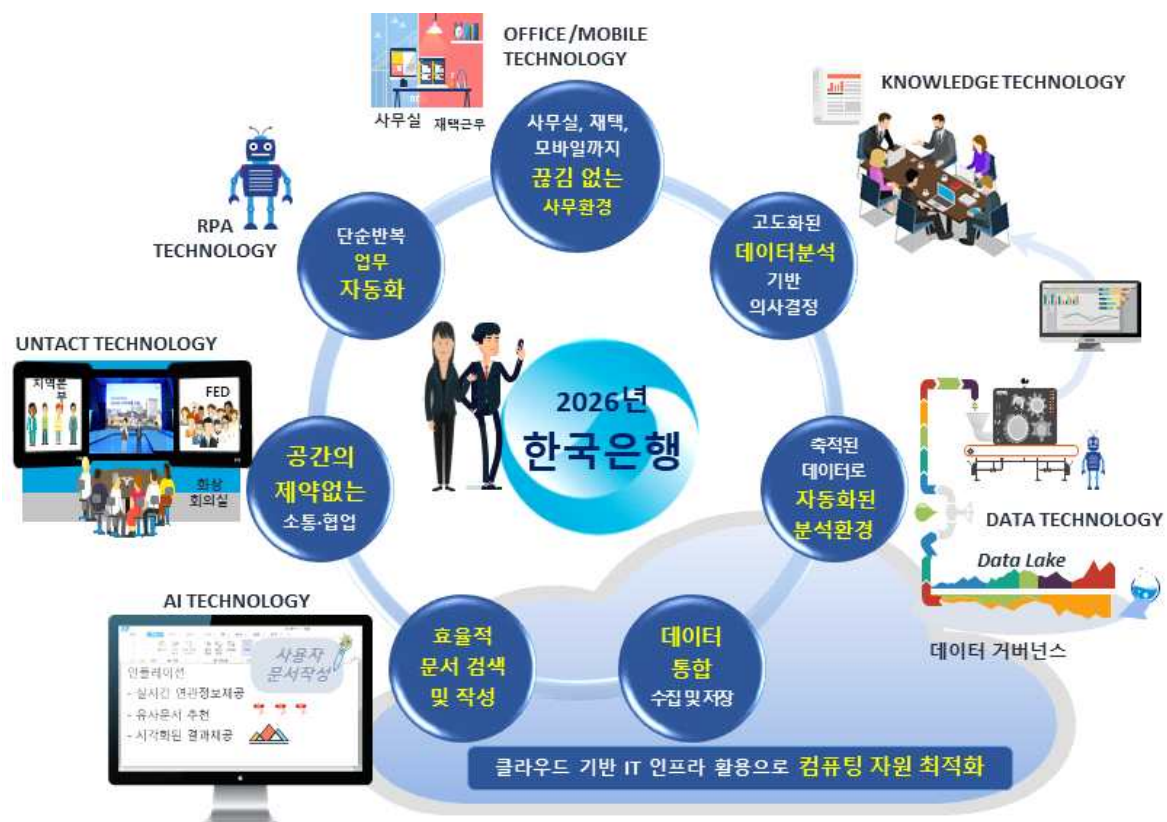 OFFICE/MOBILE
TECHNOLOGY
사무실
재택근무
사무실, 재택,
모바일까지
끊김 없는
사무환경
KNOWLEDGE TECHNOLOGY
RPA
TECHNOLOGY
단순반복
업무
자동화
고도화된
데이터분석
기반
의사결정
UNTACT TECHNOLOGY
지역본
부
FED
화상
회의실
공간의
제약없는
소통·협업
2026년
한국은행
축적된
데이터로
자동화된
분석환경
DATA TECHNOLOGY
Data Lake
데이터 거버넌스
AI TECHNOLOGY
사용자
문서작성
인플레이션
- 실시간 연관정보제공
- 유사문서 추천
- 시각화된 결과제공
효율적
문서 검색
및 작성
데이터
통합
수집 및 저장
클라우드 기반 IT 인프라 활용으로 컴퓨팅 자원 최적화